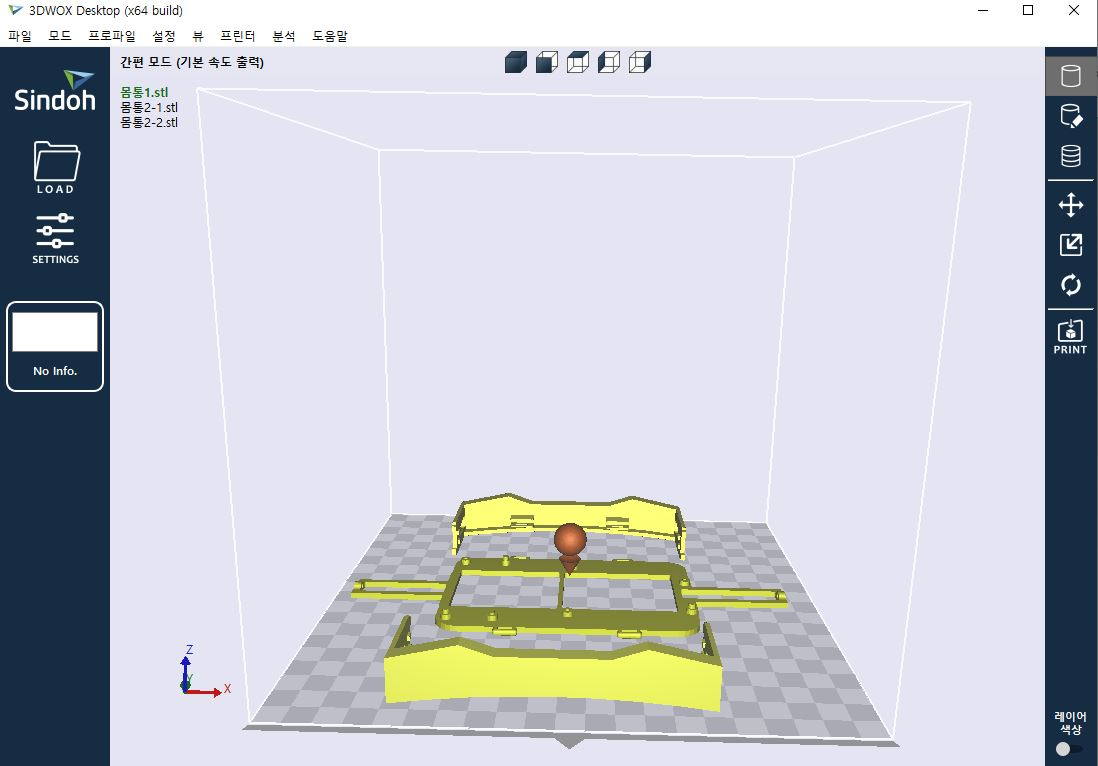 3DWOX Desktop (x64 build)
파일 모드 프로파일 설정 뷰 프린터 분석 도움말
Sindoh
LOAD
SETTINGS
No Info.
간편 모드 (기본 속도 출력)
몸통1.stl
몸통2-1.stl
몸통2-2.stl
Z
Y
X
PRINT
레이어
색상